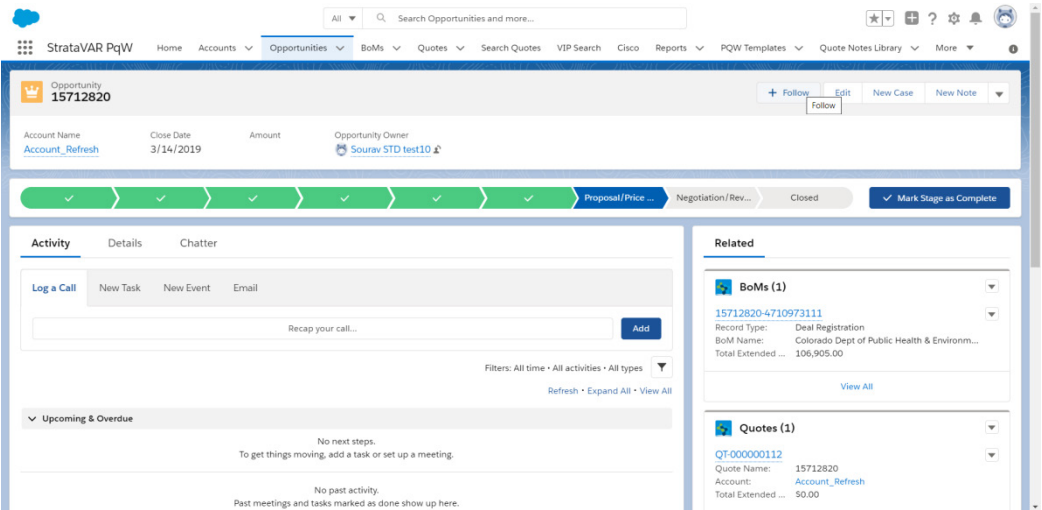 All
Search Opportunities and more...
StrataVAR PqW Home Accounts Opportunities BoMs Quotes Search Quotes VIP Search Cisco Reports PQW Templates Quote Notes Library More
Opportunity
15712820
+ Follow Edit New Case New Note
Follow
Account Name Close Date Amount Opportunity Owner
Account_Refresh 3/14/2019 Sourav STD test10
Proposal/Price ... Negotiation/Rev... Closed Mark Stage as Complete
Activity Details Chatter
Log a Call New Task New Event Email
Recap your call... Add
Filters: All time • All activities • All types
Refresh • Expand All • View All
Upcoming & Overdue
No next steps.
To get things moving, add a task or set up a meeting.
No past activity.
Past meetings and tasks marked as done show up here.
Related
BoMs (1)
15712820-4710973111
Record Type: Deal Registration
BoM Name: Colorado Dept of Public Health & Environm...
Total Extended ... 106,905.00
View All
Quotes (1)
QT-000000112
Quote Name: 15712820
Account: Account_Refresh
Total Extended ... $0.00